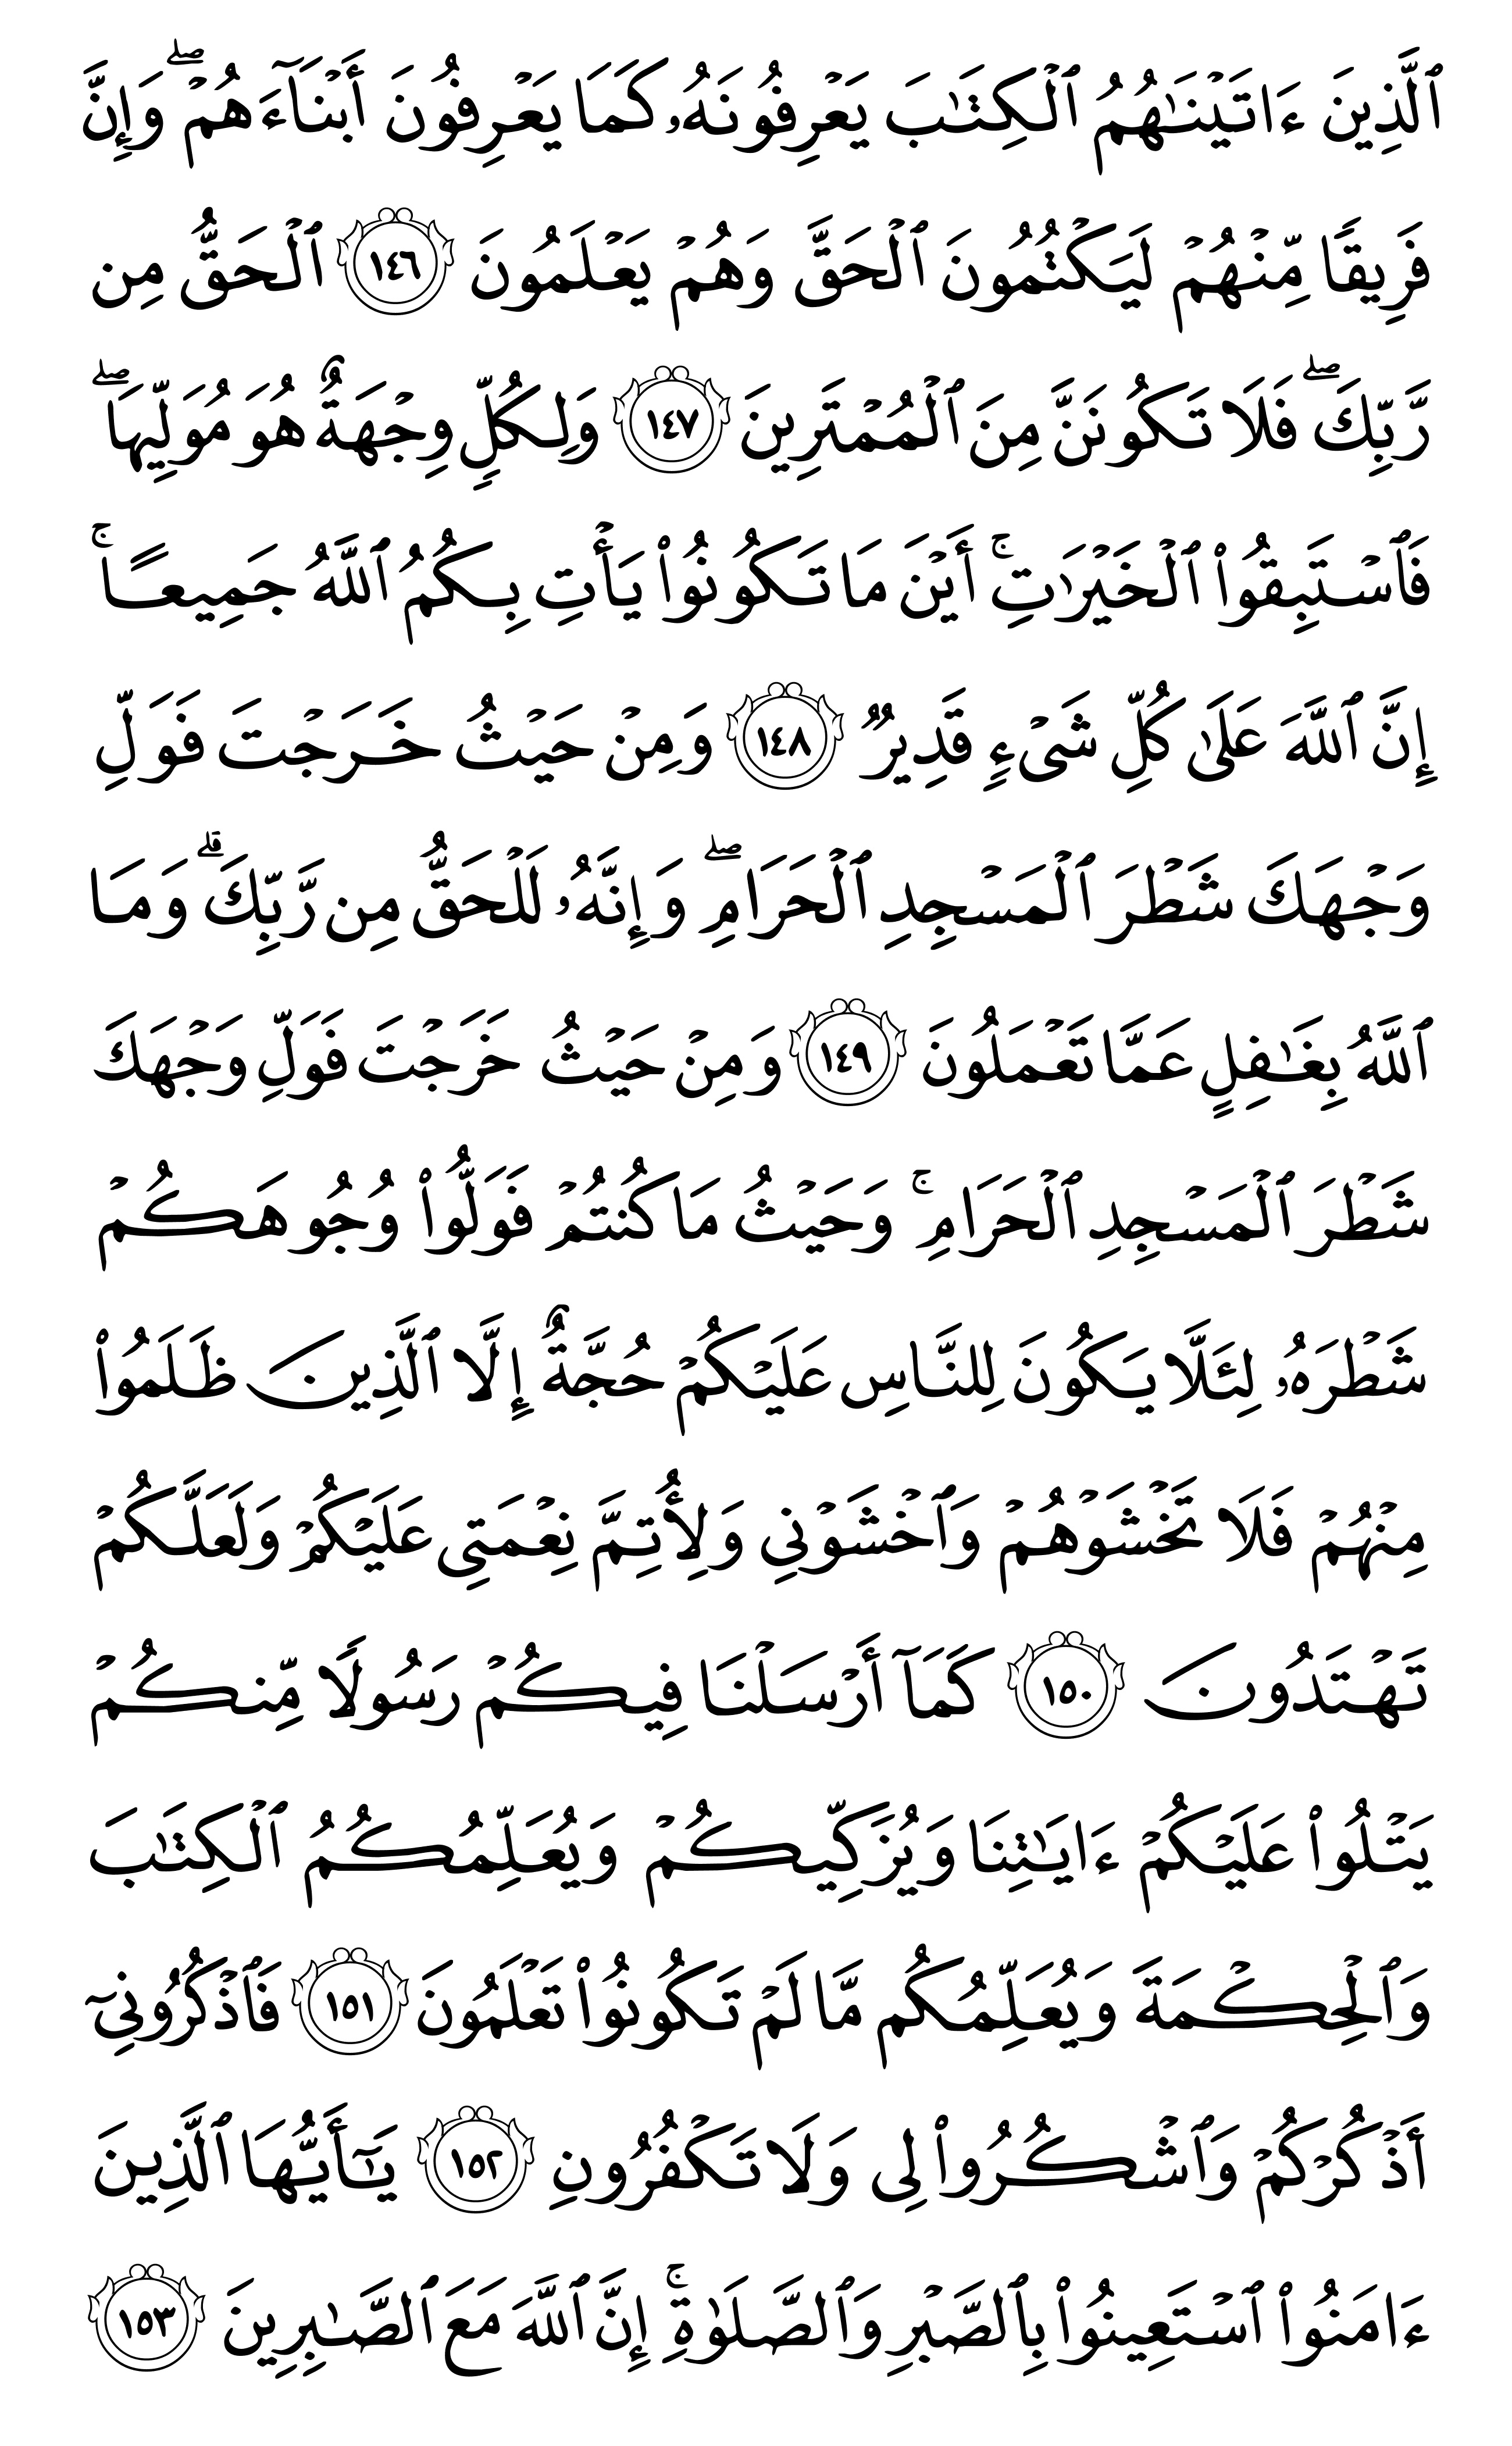 ٱلَّذِينَ ءَاتَيْنَٰهُمُ ٱلْكِتَٰبَ يَعْرِفُونَهُۥ كَمَا يَعْرِفُونَ أَبْنَآءَهُمْ ۖ وَإِنَّ
فَرِيقًا مِّنْهُمْ لَيَكْتُمُونَ ٱلْحَقَّ وَهُمْ يَعْلَمُونَ ١٤٦ ٱلْحَقُّ مِن
رَّبِّكَ ۖ فَلَا تَكُونَنَّ مِنَ ٱلْمُمْتَرِينَ ١٤٧ وَلِكُلٍّ وِجْهَةٌ هُوَ مُوَلِّيهَا ۖ
فَٱسْتَبِقُوا۟ ٱلْخَيْرَٰتِ ۚ أَيْنَ مَا تَكُونُوا۟ يَأْتِ بِكُمُ ٱللَّهُ جَمِيعًا ۚ
إِنَّ ٱللَّهَ عَلَىٰ كُلِّ شَىْءٍ قَدِيرٌ ١٤٨ وَمِنْ حَيْثُ خَرَجْتَ فَوَلِّ
وَجْهَكَ شَطْرَ ٱلْمَسْجِدِ ٱلْحَرَامِ ۖ وَإِنَّهُۥ لَلْحَقُّ مِن رَّبِّكَ ۗ وَمَا
ٱللَّهُ بِغَٰفِلٍ عَمَّا تَعْمَلُونَ ١٤٩ وَمِنْ حَيْثُ خَرَجْتَ فَوَلِّ وَجْهَكَ
شَطْرَ ٱلْمَسْجِدِ ٱلْحَرَامِ ۚ وَحَيْثُ مَا كُنتُمْ فَوَلُّوا۟ وُجُوهَكُمْ
شَطْرَهُۥ لِئَلَّا يَكُونَ لِلنَّاسِ عَلَيْكُمْ حُجَّةٌ إِلَّا ٱلَّذِينَ ظَلَمُوا۟
مِنْهُمْ فَلَا تَخْشَوْهُمْ وَٱخْشَوْنِى وَلِأُتِمَّ نِعْمَتِى عَلَيْكُمْ وَلَعَلَّكُمْ
تَهْتَدُونَ ١٥٠ كَمَآ أَرْسَلْنَا فِيكُمْ رَسُولًا مِّنكُمْ
يَتْلُوا۟ عَلَيْكُمْ ءَايَٰتِنَا وَيُزَكِّيكُمْ وَيُعَلِّمُكُمُ ٱلْكِتَٰبَ
وَٱلْحِكْمَةَ وَيُعَلِّمُكُم مَّا لَمْ تَكُونُوا۟ تَعْلَمُونَ ١٥١ فَٱذْكُرُونِىٓ
أَذْكُرْكُمْ وَٱشْكُرُوا۟ لِى وَلَا تَكْفُرُونِ ١٥٢ يَٰٓأَيُّهَا ٱلَّذِينَ
ءَامَنُوا۟ ٱسْتَعِينُوا۟ بِٱلصَّبْرِ وَٱلصَّلَوٰةِ ۚ إِنَّ ٱللَّهَ مَعَ ٱلصَّٰبِرِينَ ١٥٣